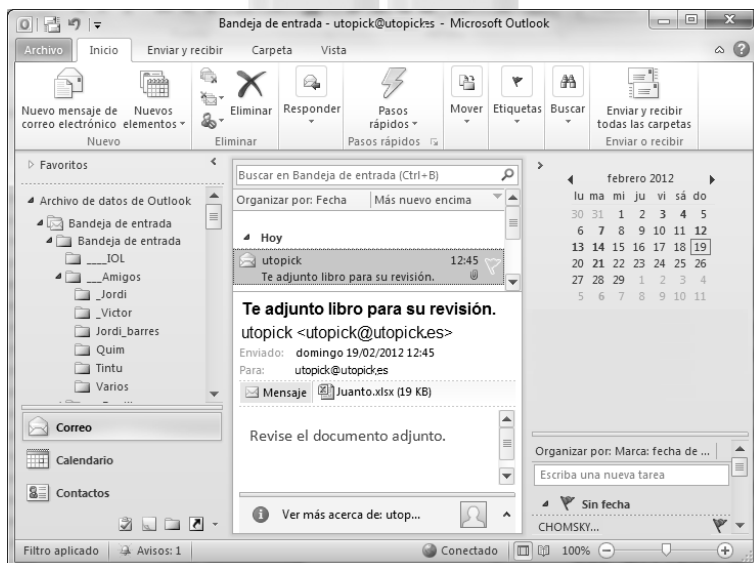 Bandeja de entrada - utopick@utopick.es - Microsoft Outlook
Archivo Inicio Enviar y recibir Carpeta Vista
Nuevo mensaje de correo electrónico
Nuevos elementos
Nuevo
Eliminar
Eliminar
Responder
Pasos rápidos
Pasos rápidos
Mover
Etiquetas
Buscar
Enviar y recibir todas las carpetas
Enviar o recibir
Favoritos
Archivo de datos de Outlook
Bandeja de entrada
Bandeja de entrada
____IOL
___Amigos
_Jordi
_Victor
Jordi_barres
Quim
Tintu
Varios
Correo
Calendario
Contactos
Buscar en Bandeja de entrada (Ctrl+B)
Organizar por: Fecha Más nuevo encima
Hoy
utopick 12:45
Te adjunto libro para su revisión.
Te adjunto libro para su revisión.
utopick <utopick@utopick.es>
Enviado: domingo 19/02/2012 12:45
Para: utopick@utopick.es
Mensaje Juanto.xlsx (19 KB)
Revise el documento adjunto.
Ver más acerca de: utop...
febrero 2012
lu ma mi ju vi sá do
30 31 1 2 3 4 5
6 7 8 9 10 11 12
13 14 15 16 17 18 19
20 21 22 23 24 25 26
27 28 29 1 2 3 4
5 6 7 8 9 10 11
Organizar por: Marca: fecha de ...
Escriba una nueva tarea
Sin fecha
CHOMSKY...
Filtro aplicado Avisos: 1 Conectado 100%